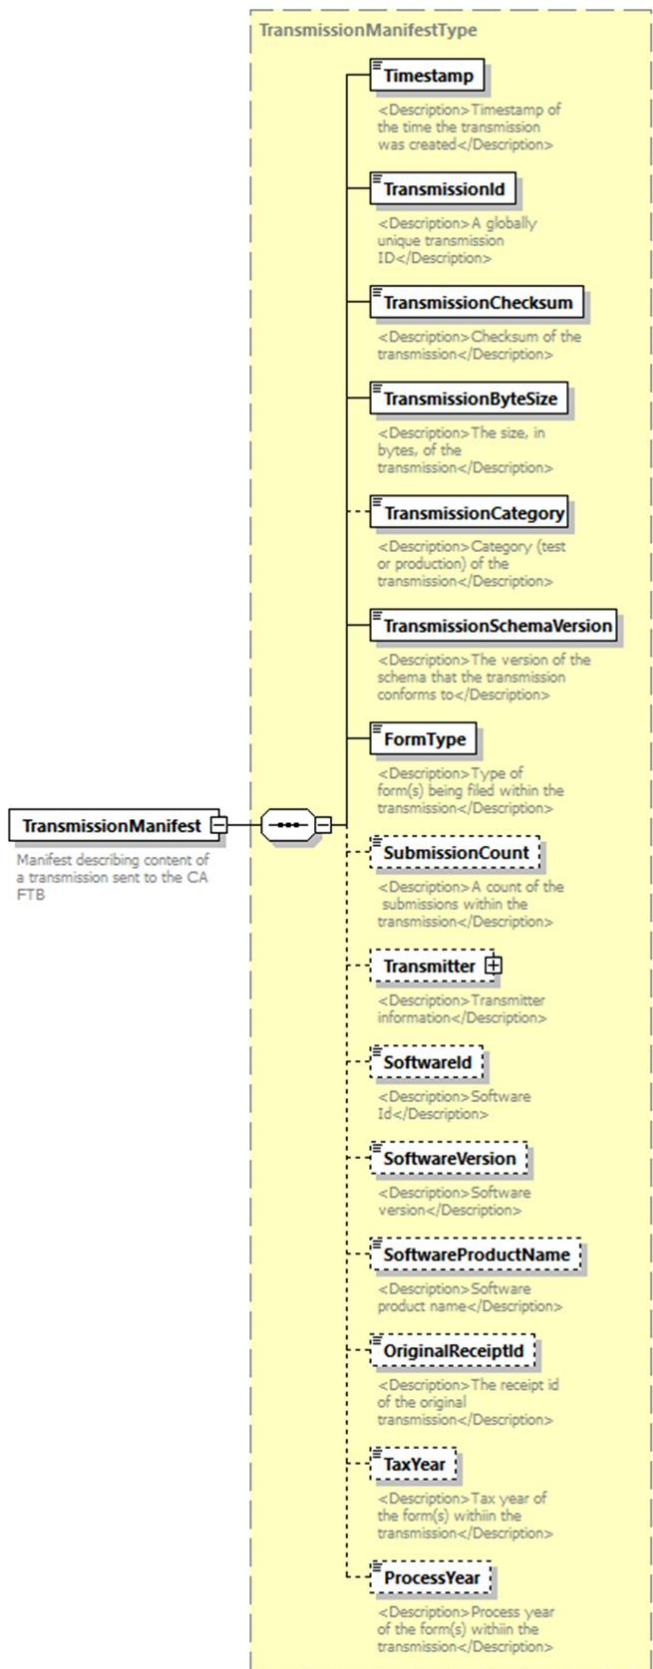 TransmissionManifestType
Timestamp
<Description>Timestamp of
the time the transmission
was created</Description>
TransmissionId
<Description>A globally
unique transmission
ID</Description>
TransmissionChecksum
<Description>Checksum of the
transmission</Description>
TransmissionByteSize
<Description>The size, in
bytes, of the
transmission</Description>
TransmissionCategory
<Description>Category (test
or production) of the
transmission</Description>
TransmissionSchemaVersion
<Description>The version of the
schema that the transmission
conforms to</Description>
FormType
<Description>Type of
form(s) being filed within the
transmission</Description>
TransmissionManifest
Manifest describing content of
a transmission sent to the CA
FTB
SubmissionCount
<Description>A count of the
submissions within the
transmission</Description>
Transmitter
<Description>Transmitter
information</Description>
SoftwareId
<Description>Software
Id</Description>
SoftwareVersion
<Description>Software
version</Description>
SoftwareProductName
<Description>Software
product name</Description>
OriginalReceiptId
<Description>The receipt id
of the original
transmission</Description>
TaxYear
<Description>Tax year of
the form(s) withiin the
transmission</Description>
ProcessYear
<Description>Process year
of the form(s) withiin the
transmission</Description>